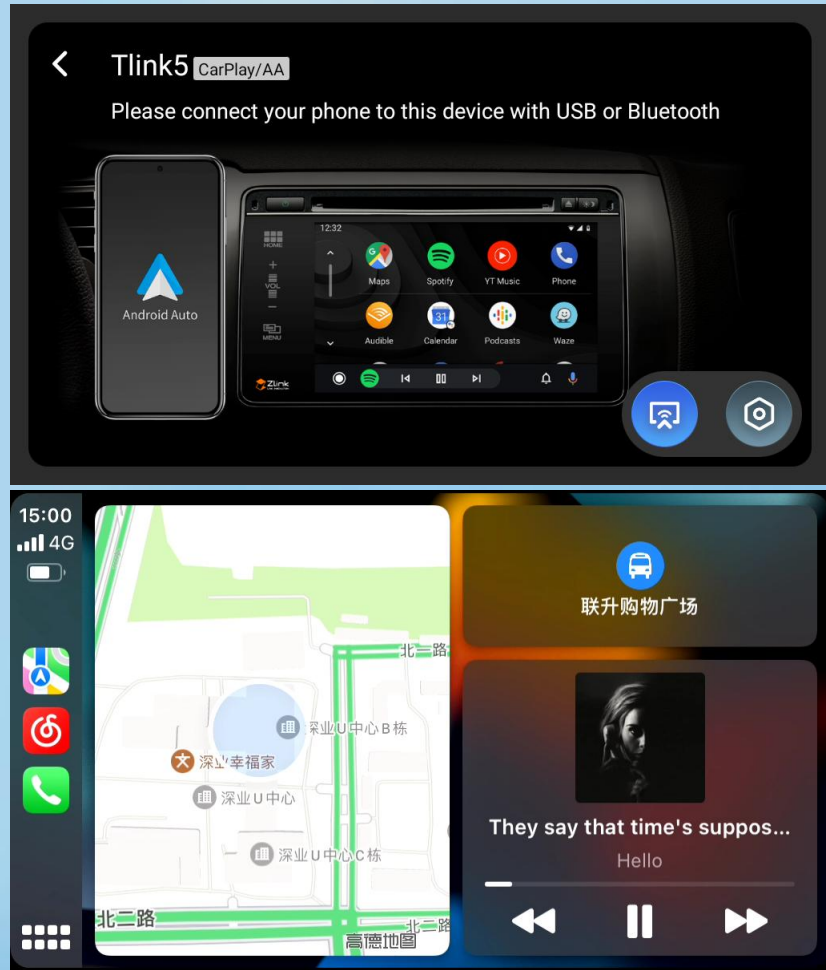 Tlink5 CarPlay/AA
Please connect your phone to this device with USB or Bluetooth
Android Auto
HOME
VOL
MENU
Zlink
12:32
Maps
Spotify
YT Music
Phone
31
Audible
Calendar
Podcasts
Waze
15:00
4G
北一路
深业U中心B栋
文
深业幸福家
深业U中心
深业U中心C栋
北二路
北二路
高德地图
联升购物广场
They say that time's suppos...
Hello